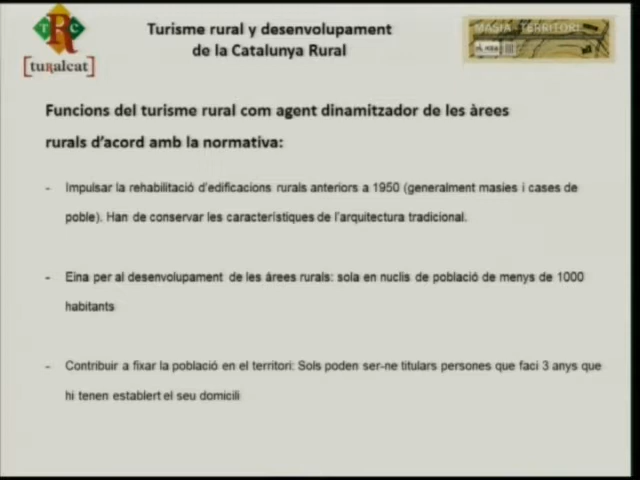 T R C
[turalcat]
Turisme rural y desenvolupament
de la Catalunya Rural
MASIA TERRITORI
Funcions del turisme rural com agent dinamitzador de les àrees
rurals d'acord amb la normativa:
- Impulsar la rehabilitació d'edificacions rurals anteriors a 1950 (generalment masies i cases de
poble). Han de conservar les característiques de l'arquitectura tradicional.
- Eina per al desenvolupament de les àrees rurals: sola en nuclis de població de menys de 1000
habitants
- Contribuir a fixar la població en el territori: Sols poden ser-ne titulars persones que faci 3 anys que
hi tenen establert el seu domicili